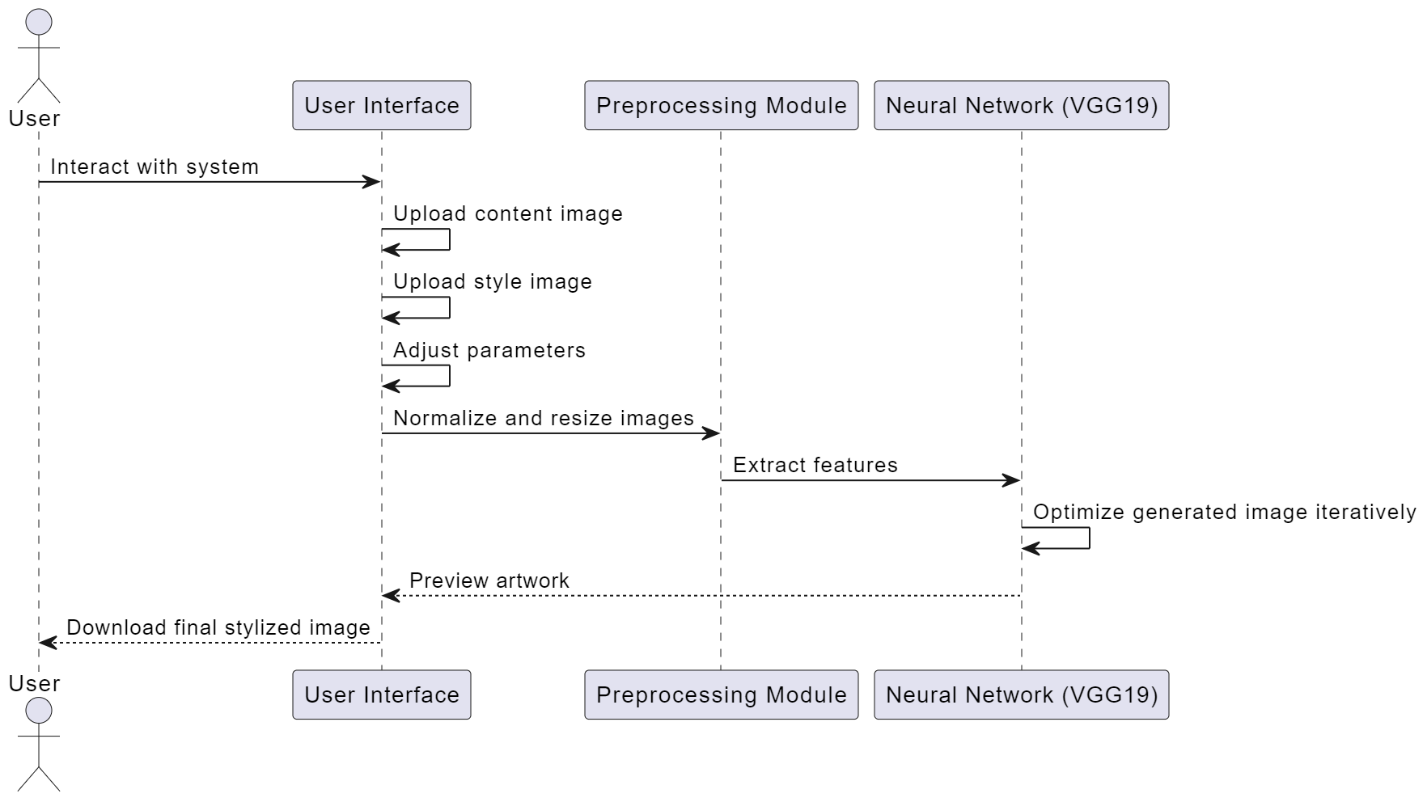 User
User Interface
Preprocessing Module
Neural Network (VGG19)
Interact with system
Upload content image
Upload style image
Adjust parameters
Normalize and resize images
Extract features
Optimize generated image iteratively
Preview artwork
Download final stylized image
User
User Interface
Preprocessing Module
Neural Network (VGG19)